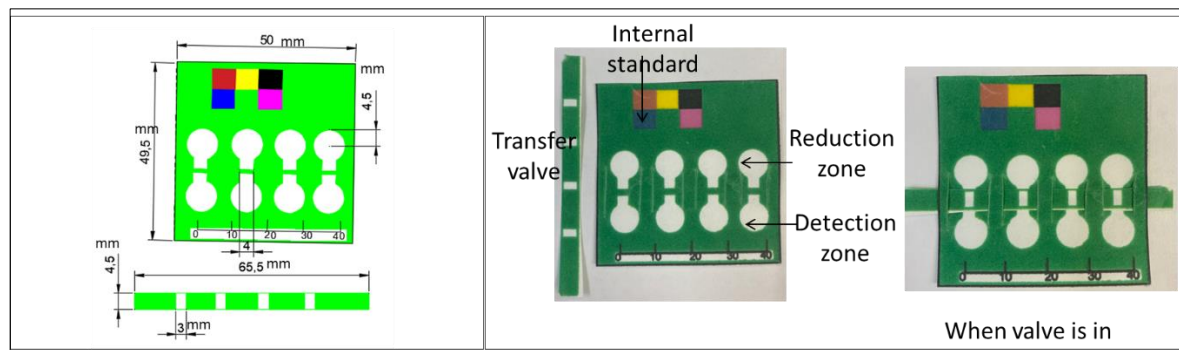 50 mm
mm
4,5
mm
49,5
0 10 20 30 40
4
65,5 mm
4,5 mm
3 mm
Internal
standard
Transfer
valve
Reduction
zone
Detection
zone
0 10 20 30 40
0 10 20 30 40
When valve is in